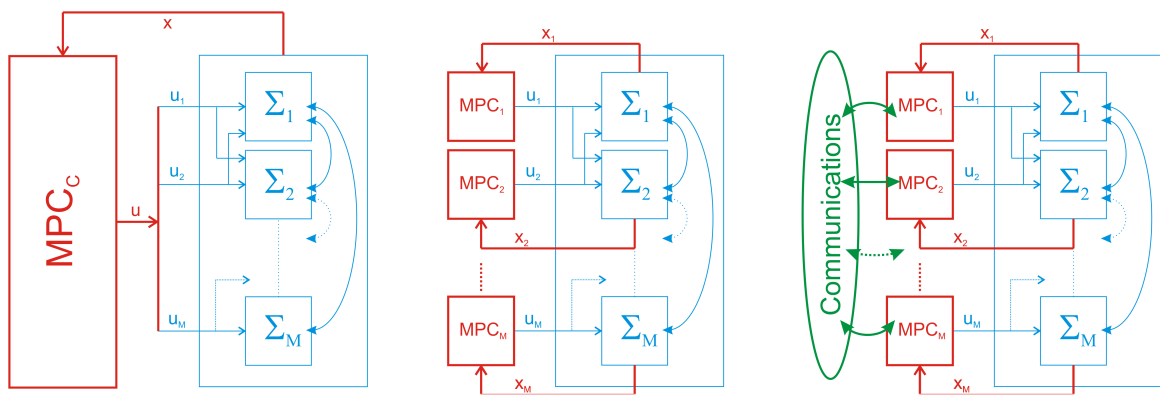 x
MPC_C
u
u_1
u_2
u_M
Σ_1
Σ_2
Σ_M
x_1
MPC_1
u_1
Σ_1
MPC_2
u_2
Σ_2
x_2
MPC_M
u_M
Σ_M
x_M
Communications
x_1
MPC_1
u_1
Σ_1
MPC_2
u_2
Σ_2
x_2
MPC_M
u_M
Σ_M
x_M